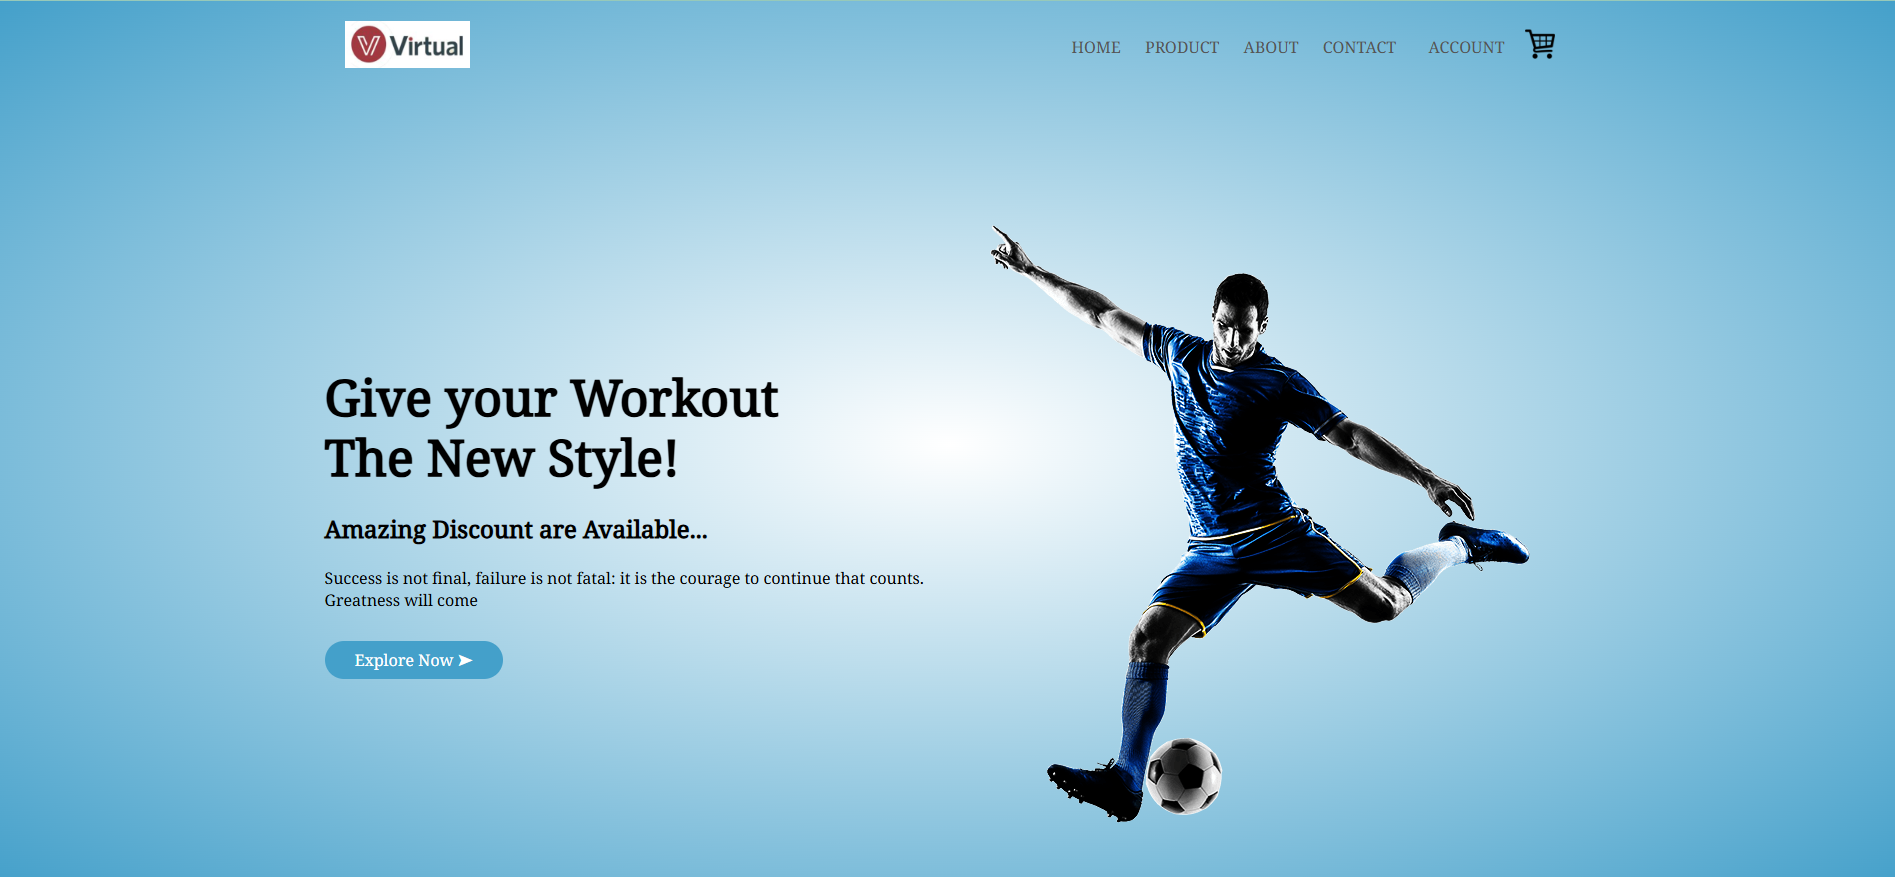 Virtual
HOME PRODUCT ABOUT CONTACT ACCOUNT
Give your Workout
The New Style!
Amazing Discount are Available...
Success is not final, failure is not fatal: it is the courage to continue that counts.
Greatness will come
Explore Now ➤